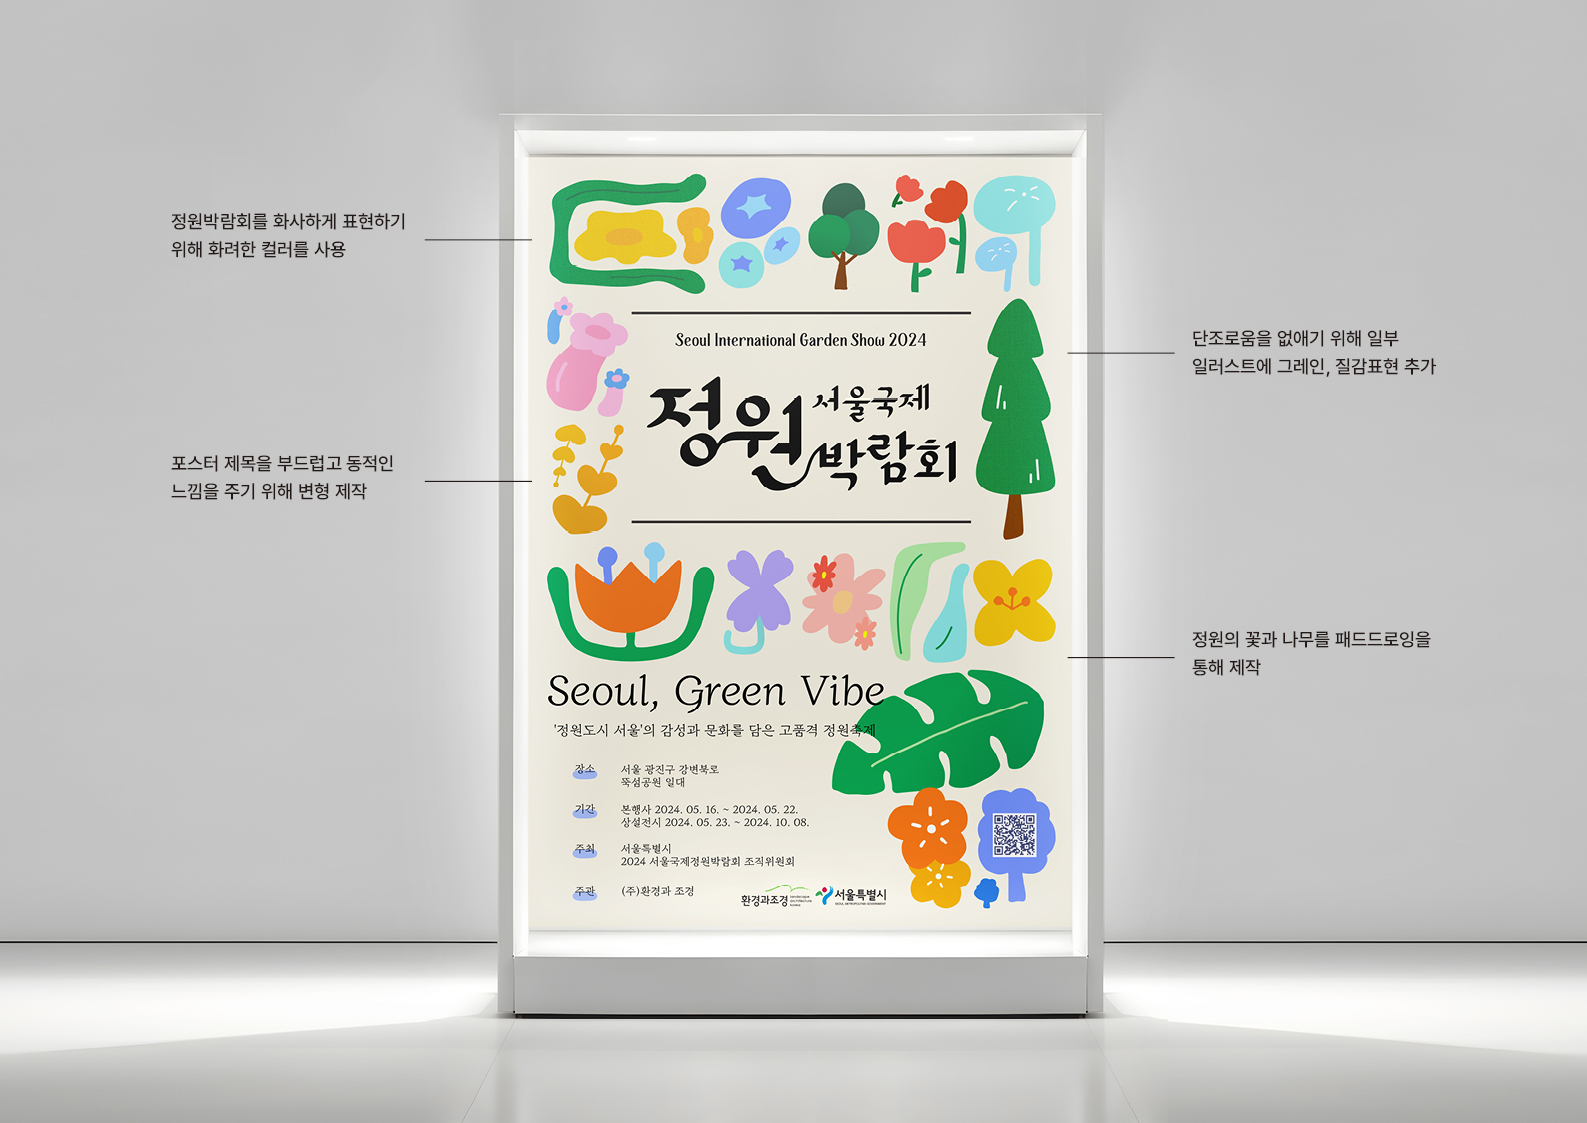 정원박람회를 화사하게 표현하기
위해 화려한 컬러를 사용
포스터 제목을 부드럽고 동적인
느낌을 주기 위해 변형 제작
Seoul International Garden Show 2024
서울국제
정원박람회
Seoul, Green Vibe
'정원도시 서울'의 감성과 문화를 담은 고품격 정원축제
장소 서울 광진구 강변북로
뚝섬공원 일대
기간 본행사 2024. 05. 16. ~ 2024. 05. 22.
상설전시 2024. 05. 23. ~ 2024. 10. 08.
주최 서울특별시
2024 서울국제정원박람회 조직위원회
주관 (주)환경과 조경
환경과조경 Landscape Architecture Korea
서울특별시
SEOUL METROPOLITAN GOVERNMENT
단조로움을 없애기 위해 일부
일러스트에 그레인, 질감표현 추가
정원의 꽃과 나무를 패드드로잉을
통해 제작